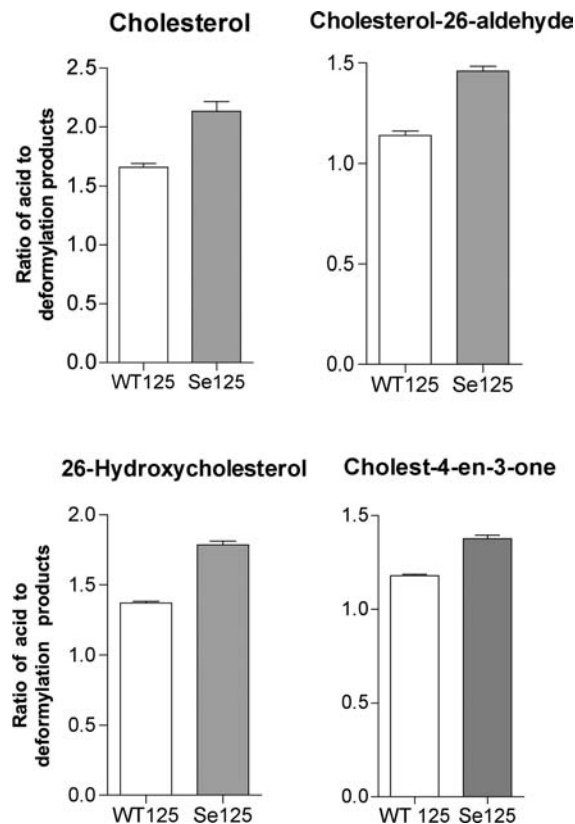 Cholesterol
Ratio of acid to
deformylation products
2.5
2.0
1.5
1.0
0.5
0.0
WT125 Se125
Cholesterol-26-aldehyde
1.5
1.0
0.5
0.0
WT125 Se125
26-Hydroxycholesterol
Ratio of acid to
deformylation products
2.0
1.5
1.0
0.5
0.0
WT125 Se125
Cholest-4-en-3-one
1.5
1.0
0.5
0.0
WT 125 Se125